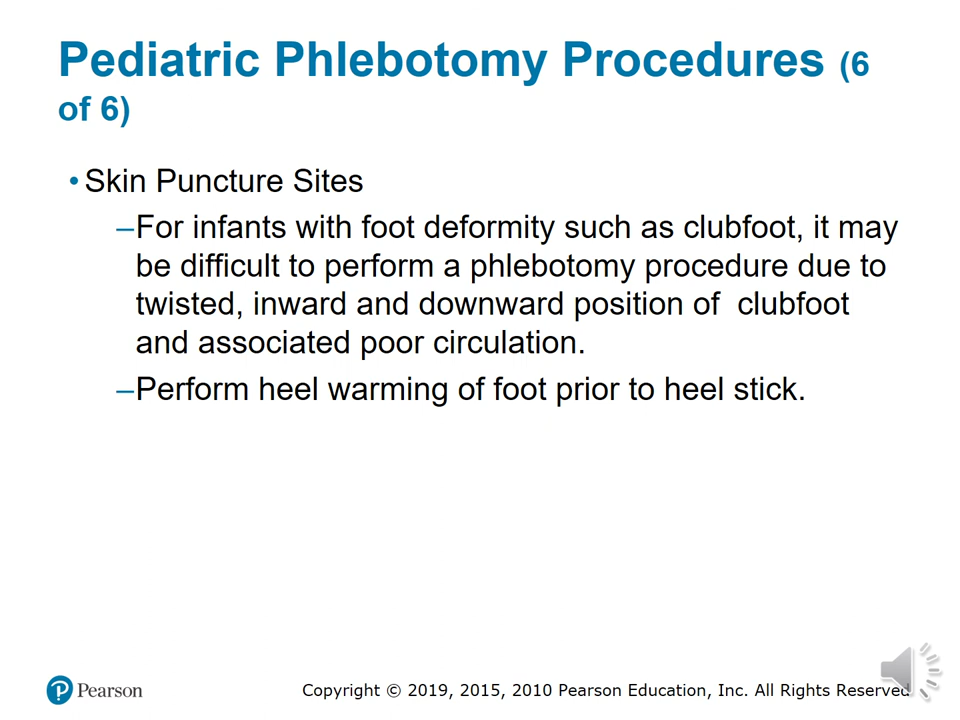 Pediatric Phlebotomy Procedures (6
of 6)
• Skin Puncture Sites
–For infants with foot deformity such as clubfoot, it may
be difficult to perform a phlebotomy procedure due to
twisted, inward and downward position of  clubfoot
and associated poor circulation.
–Perform heel warming of foot prior to heel stick.
Pearson
Copyright © 2019, 2015, 2010 Pearson Education, Inc. All Rights Reserved